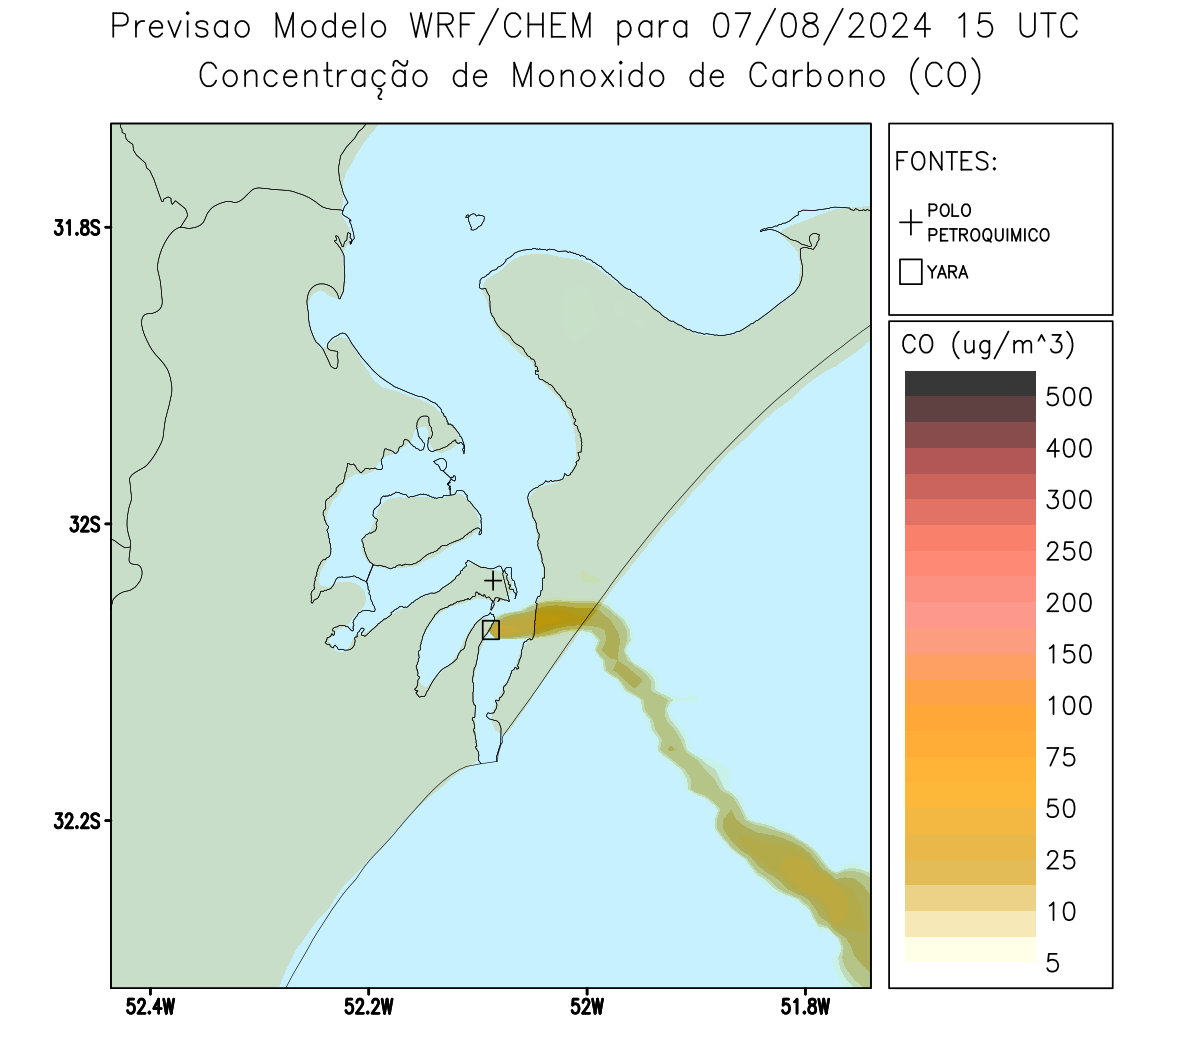 Previsao Modelo WRF/CHEM para 07/08/2024 15 UTC
Concentração de Monoxido de Carbono (CO)
FONTES:
POLO
PETROQUIMICO
YARA
CO (ug/m^3)
500
400
300
250
200
150
100
75
50
25
10
5
31.8S
32S
32.2S
52.4W
52.2W
52W
51.8W